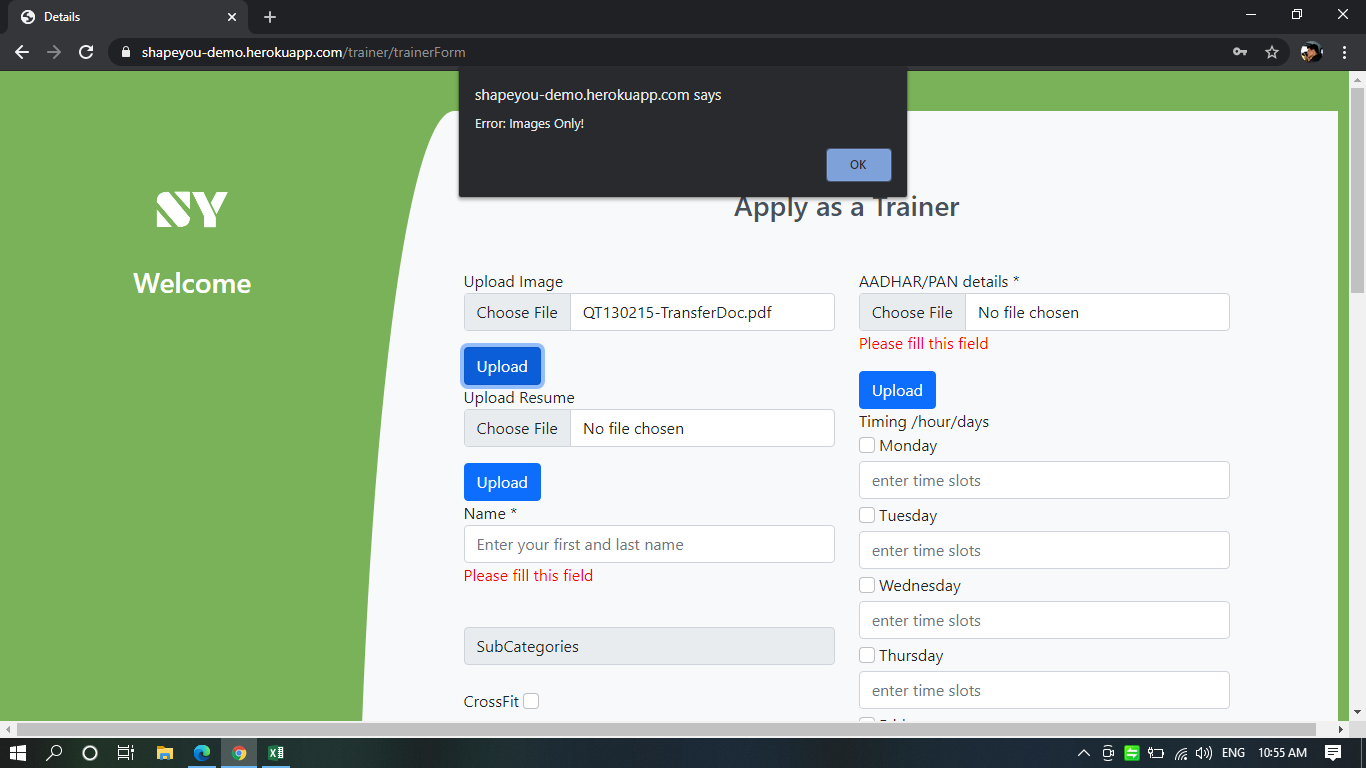 Details
shapeyou-demo.herokuapp.com/trainer/trainerForm
shapeyou-demo.herokuapp.com says
Error: Images Only!
OK
SY
Welcome
Apply as a Trainer
Upload Image
Choose File QT130215-TransferDoc.pdf
Upload
Upload Resume
Choose File No file chosen
Upload
Name *
Enter your first and last name
Please fill this field
SubCategories
CrossFit
AADHAR/PAN details *
Choose File No file chosen
Please fill this field
Upload
Timing /hour/days
Monday
enter time slots
Tuesday
enter time slots
Wednesday
enter time slots
Thursday
enter time slots
ENG 10:55 AM